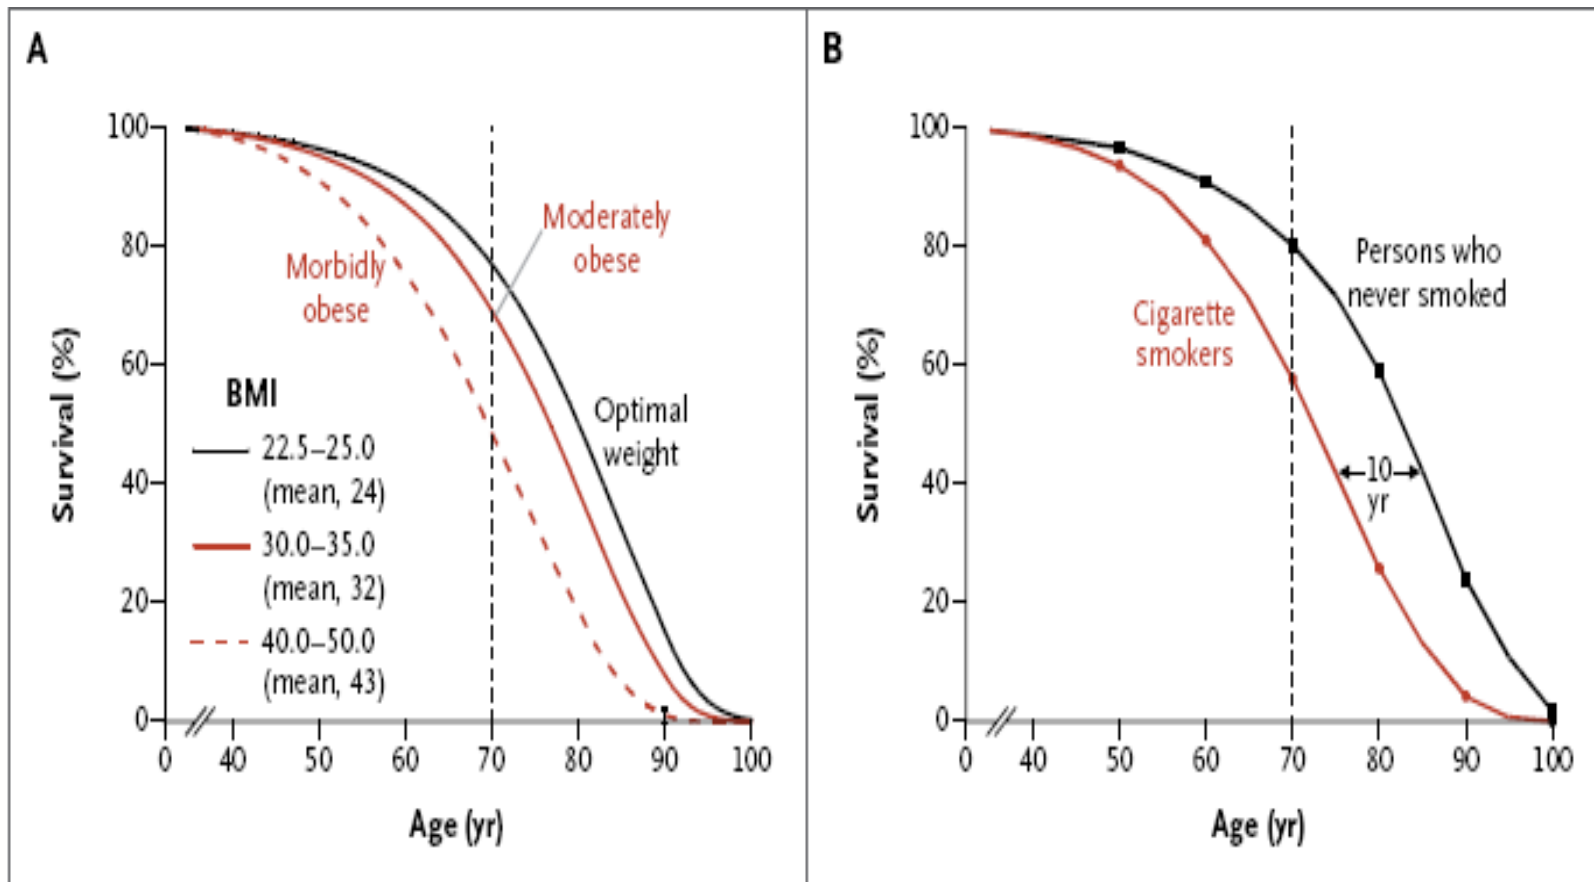 A
100
80
60
40
20
0
Survival (%)
Morbidly
obese
Moderately
obese
Optimal
weight
BMI
22.5–25.0
(mean, 24)
30.0–35.0
(mean, 32)
40.0–50.0
(mean, 43)
0 40 50 60 70 80 90 100
Age (yr)
B
100
80
60
40
20
0
Survival (%)
Cigarette
smokers
Persons who
never smoked
10
yr
0 40 50 60 70 80 90 100
Age (yr)